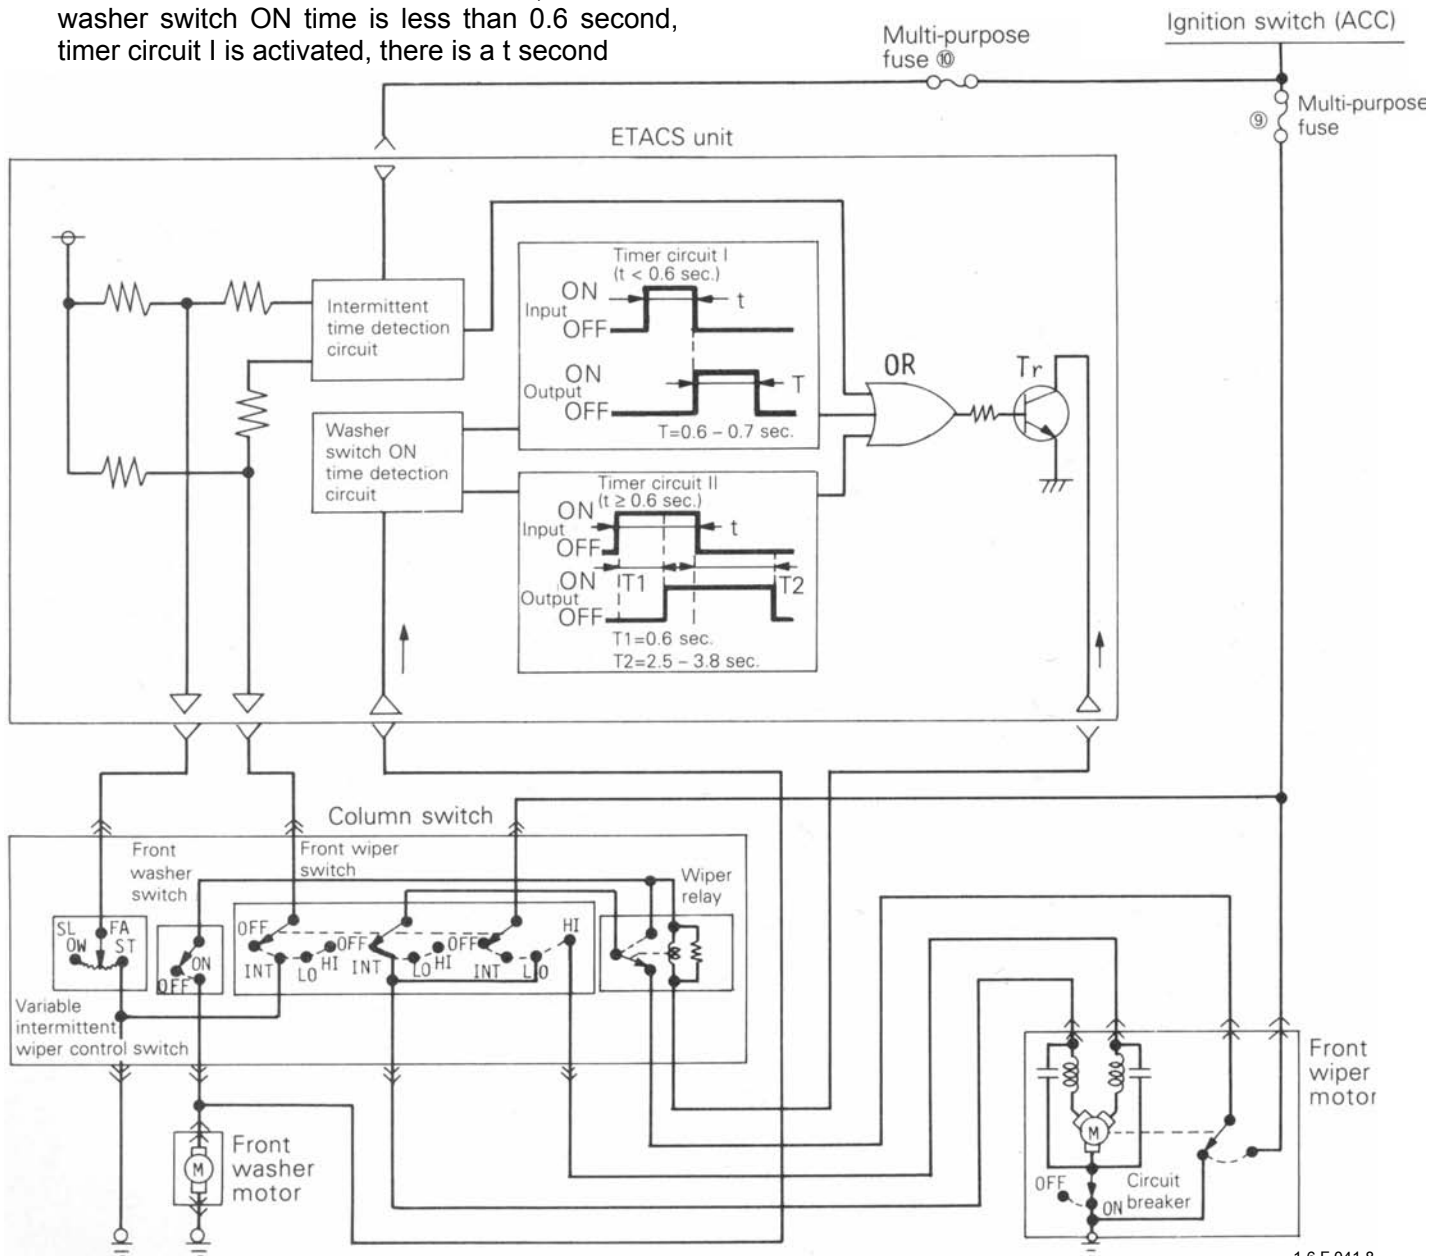 washer switch ON time is less than 0.6 second,
timer circuit I is activated, there is a t second
Ignition switch (ACC)
Multi-purpose
fuse ⑩
⑨
Multi-purpose
fuse
ETACS unit
Timer circuit I
(t < 0.6 sec.)
ON
Input
OFF
t
ON
Output
OFF
T
T=0.6 – 0.7 sec.
Intermittent
time detection
circuit
Washer
switch ON
time detection
circuit
Timer circuit II
(t ≥ 0.6 sec.)
ON
Input
OFF
t
ON
Output
OFF
T1
T2
T1=0.6 sec.
T2=2.5 – 3.8 sec.
OR
Tr
Column switch
Front
washer
switch
Front wiper
switch
Wiper
relay
SL
OW
FA
ST
ON
OFF
OFF
INT
LO
HI
OFF
INT
LO
HI
OFF
INT
LO
HI
Variable
intermittent
wiper control switch
Front
washer
motor
M
Front
wiper
motor
M
OFF
ON
Circuit
breaker